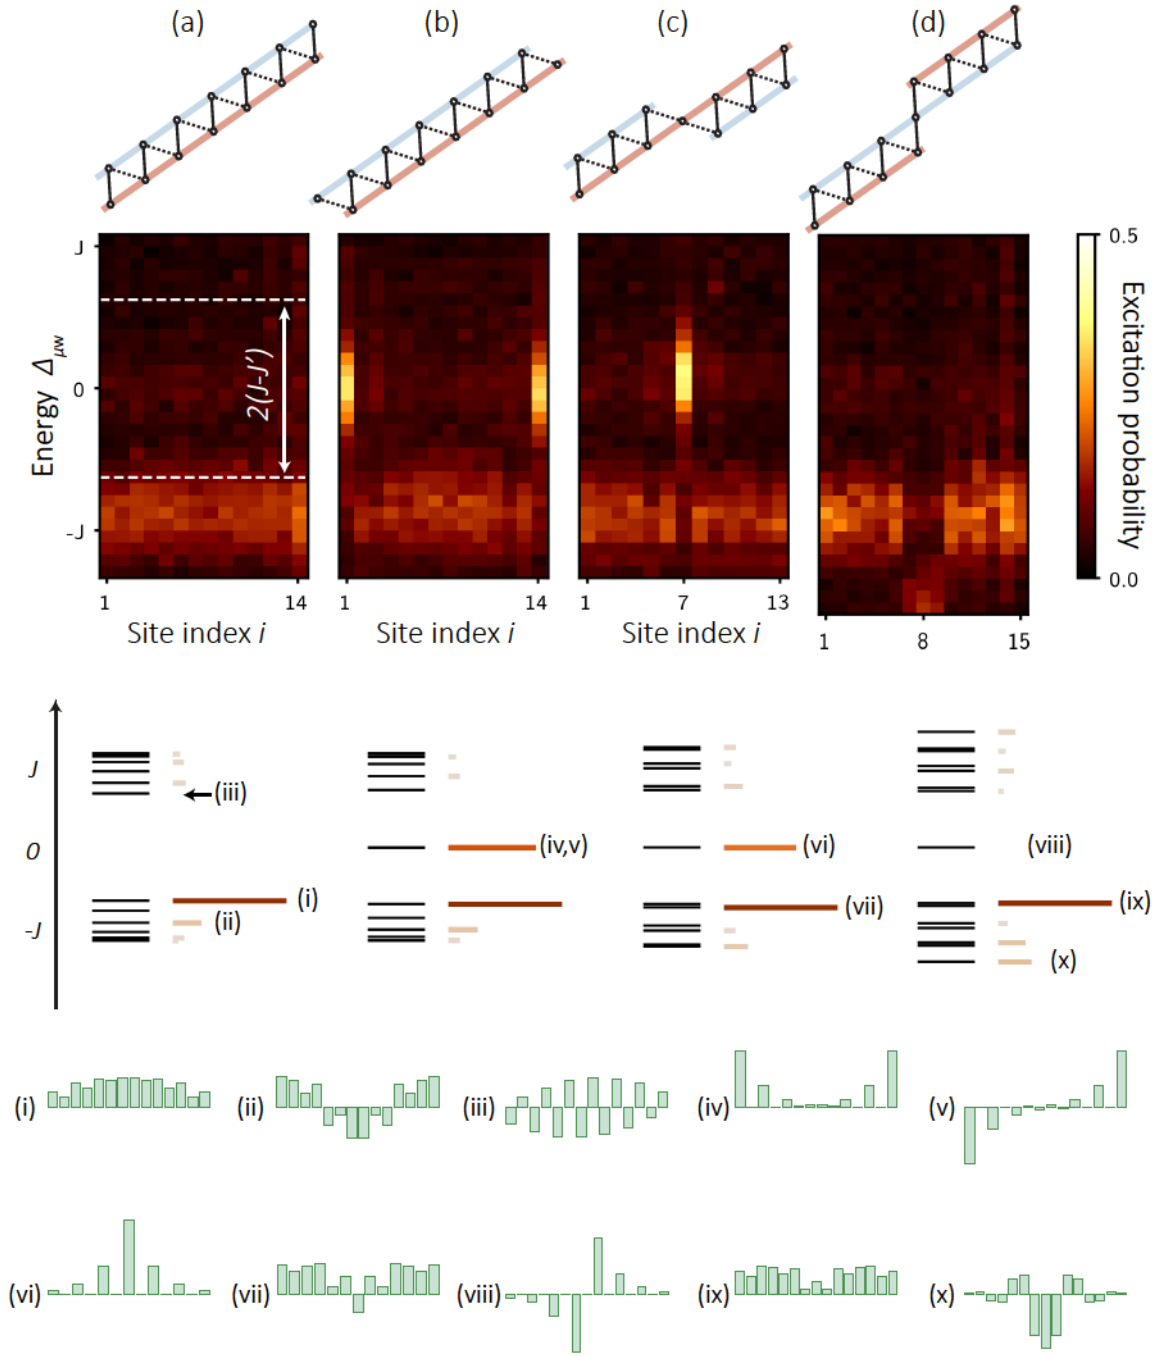 (a) (b) (c) (d)
J
0
-J
Energy Δμw
2(J-J′)
1 14
Site index i
1 14
Site index i
1 7 13
Site index i
1 8 15
0.5
0.0
Excitation probability
J
0
-J
(iii)
(i)
(ii)
(iv,v)
(vi)
(vii)
(viii)
(ix)
(x)
(i) (ii) (iii) (iv) (v)
(vi) (vii) (viii) (ix) (x)